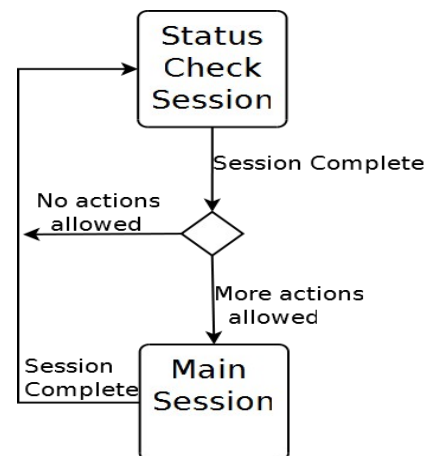 Status
Check
Session
Session Complete
No actions
allowed
More actions
allowed
Session
Complete
Main
Session